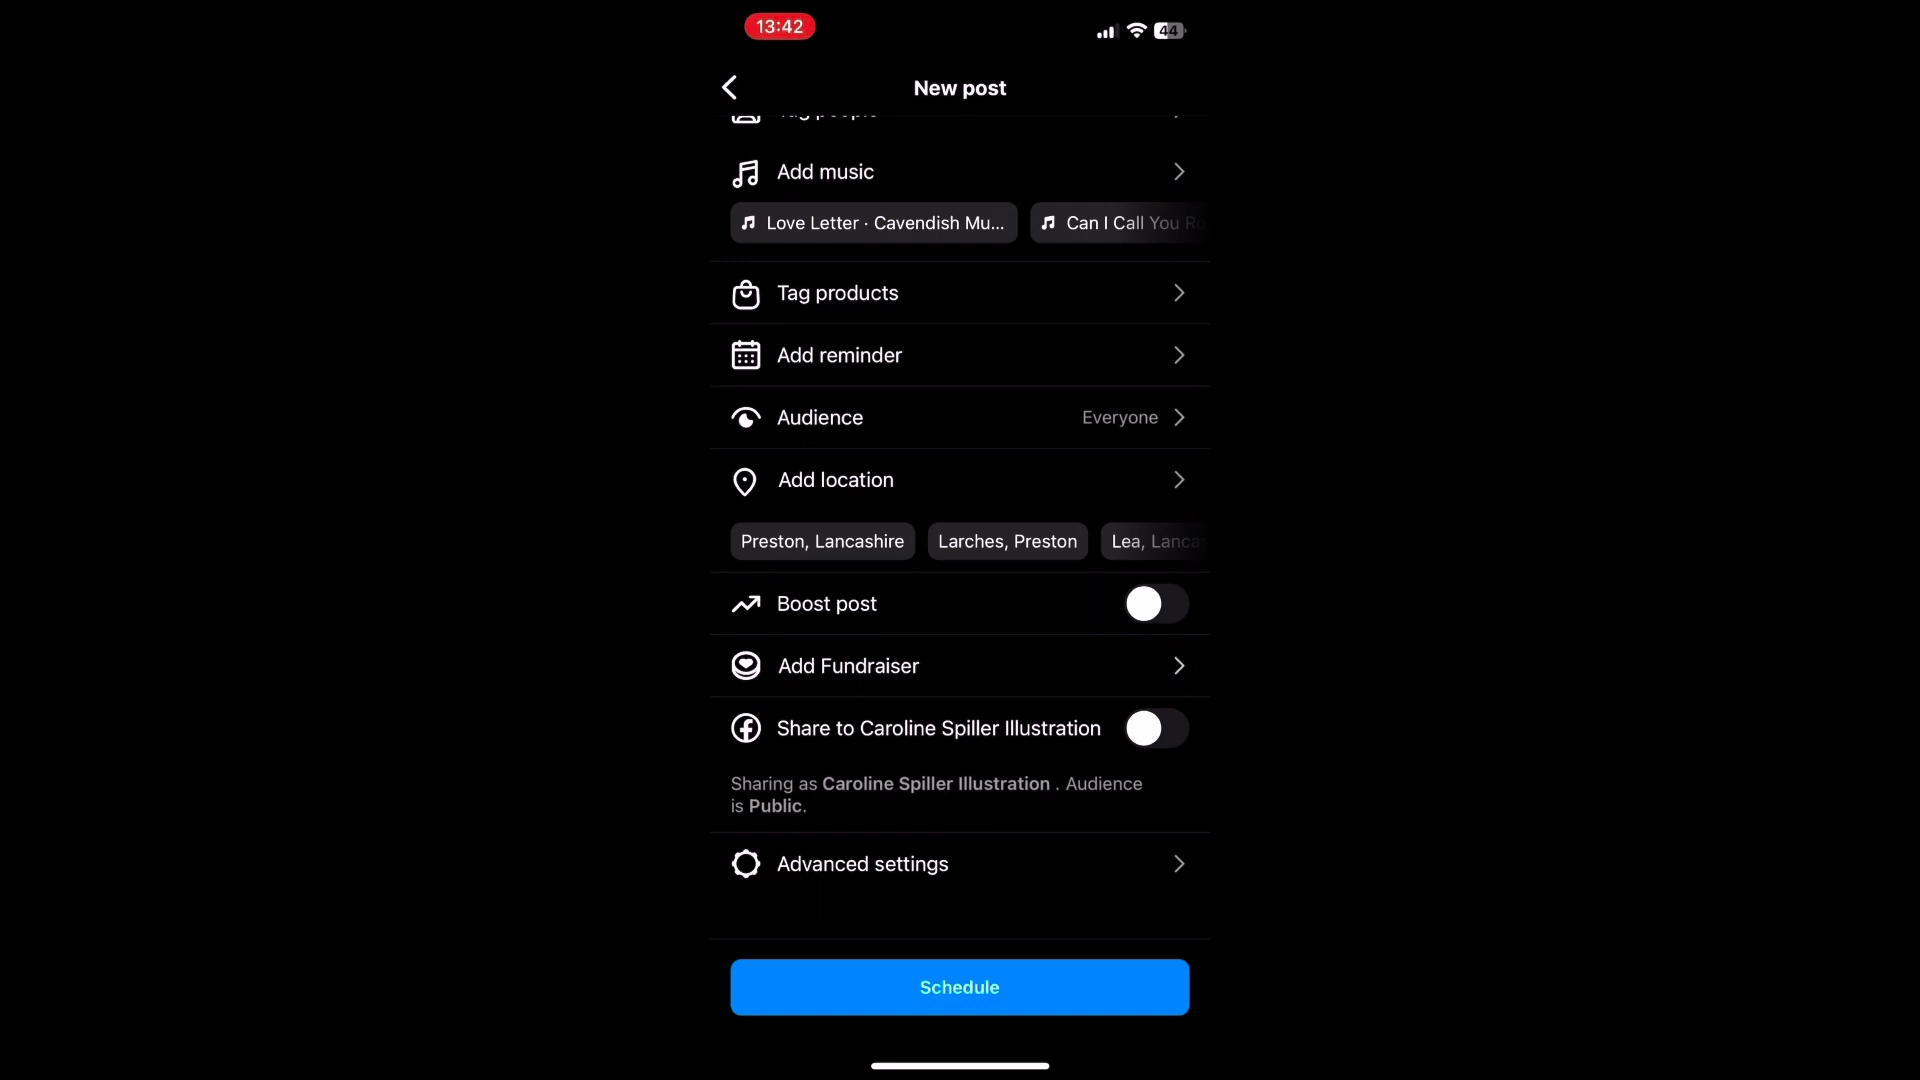 13:42
44
New post
Add music
Love Letter · Cavendish Mu...
Can I Call You Ro
Tag products
Add reminder
Audience
Everyone
Add location
Preston, Lancashire
Larches, Preston
Lea, Lanca
Boost post
Add Fundraiser
Share to Caroline Spiller Illustration
Sharing as Caroline Spiller Illustration . Audience
is Public.
Advanced settings
Schedule